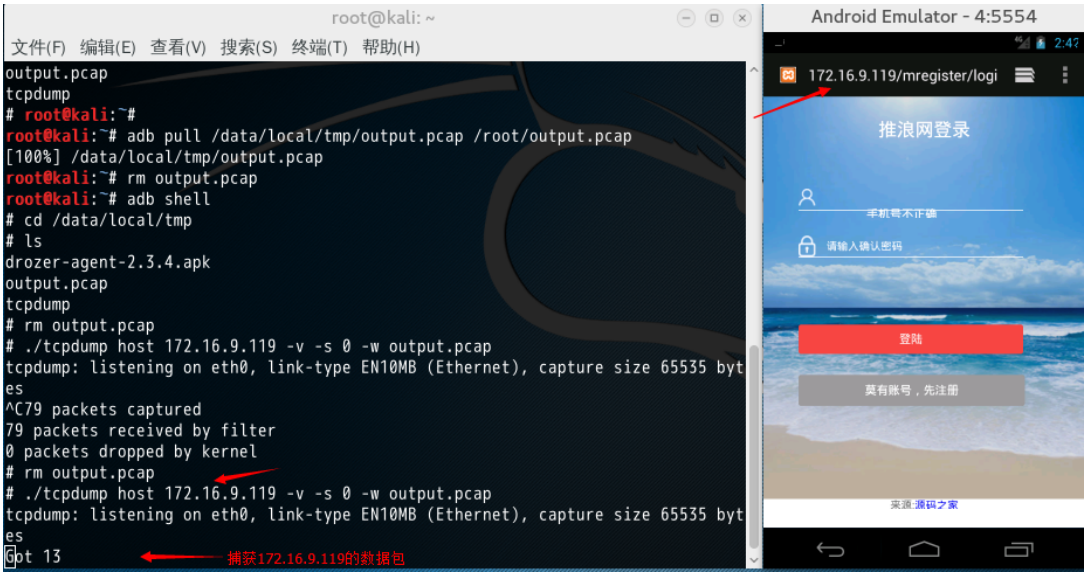 root@kali: ~
文件(F) 编辑(E) 查看(V) 搜索(S) 终端(T) 帮助(H)
output.pcap
tcpdump
# root@kali:~#
root@kali:~# adb pull /data/local/tmp/output.pcap /root/output.pcap
[100%] /data/local/tmp/output.pcap
root@kali:~# rm output.pcap
root@kali:~# adb shell
# cd /data/local/tmp
# ls
drozer-agent-2.3.4.apk
output.pcap
tcpdump
# rm output.pcap
# ./tcpdump host 172.16.9.119 -v -s 0 -w output.pcap
tcpdump: listening on eth0, link-type EN10MB (Ethernet), capture size 65535 byt
es
^C79 packets captured
79 packets received by filter
0 packets dropped by kernel
# rm output.pcap
# ./tcpdump host 172.16.9.119 -v -s 0 -w output.pcap
tcpdump: listening on eth0, link-type EN10MB (Ethernet), capture size 65535 byt
es
Got 13
捕获172.16.9.119的数据包
Android Emulator - 4:5554
4G 2:42
172.16.9.119/mregister/logi
推浪网登录
手机号不正确
请输入确认密码
登陆
莫有账号，先注册
来源:源码之家